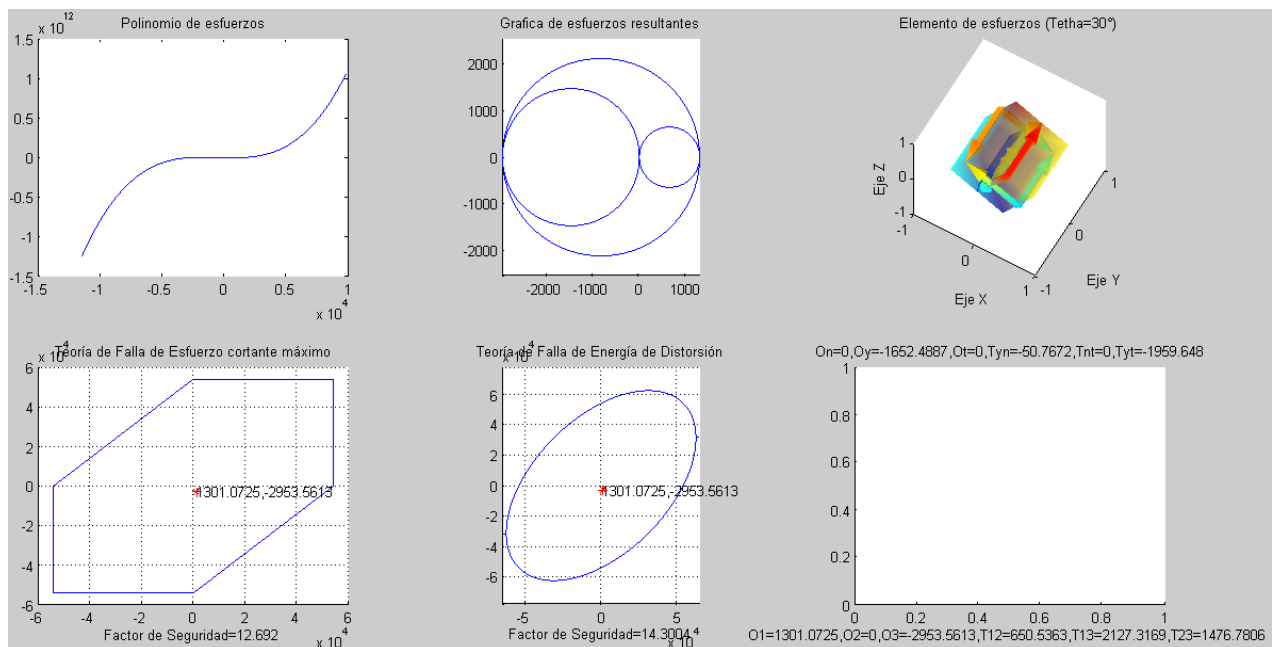 Polinomio de esfuerzos
x 10^12
1.5
1
0.5
0
-0.5
-1
-1.5
-1.5 -1 -0.5 0 0.5 1
x 10^4
Grafica de esfuerzos resultantes
2000
1000
0
-1000
-2000
-2000 -1000 0 1000
Elemento de esfuerzos (Tetha=30°)
Eje Z
1
0
-1
-1
0
1
Eje X
-1
0
1
Eje Y
Teoría de Falla de Esfuerzo cortante máximo
x 10^4
6
4
2
0
-2
-4
-6
1301.0725,-2953.5613
-6 -4 -2 0 2 4 6
x 10^4
Factor de Seguridad=12.692
Teoría de Falla de Energía de Distorsión
x 10^4
6
4
2
0
-2
-4
-6
1301.0725,-2953.5613
-5 0 5
x 10^4
Factor de Seguridad=14.3004
On=0,Oy=-1652.4887,Ot=0,Tyn=-50.7672,Tnt=0,Tyt=-1959.648
1
0.8
0.6
0.4
0.2
0
0 0.2 0.4 0.6 0.8 1
O1=1301.0725,O2=0,O3=-2953.5613,T12=650.5363,T13=2127.3169,T23=1476.7806